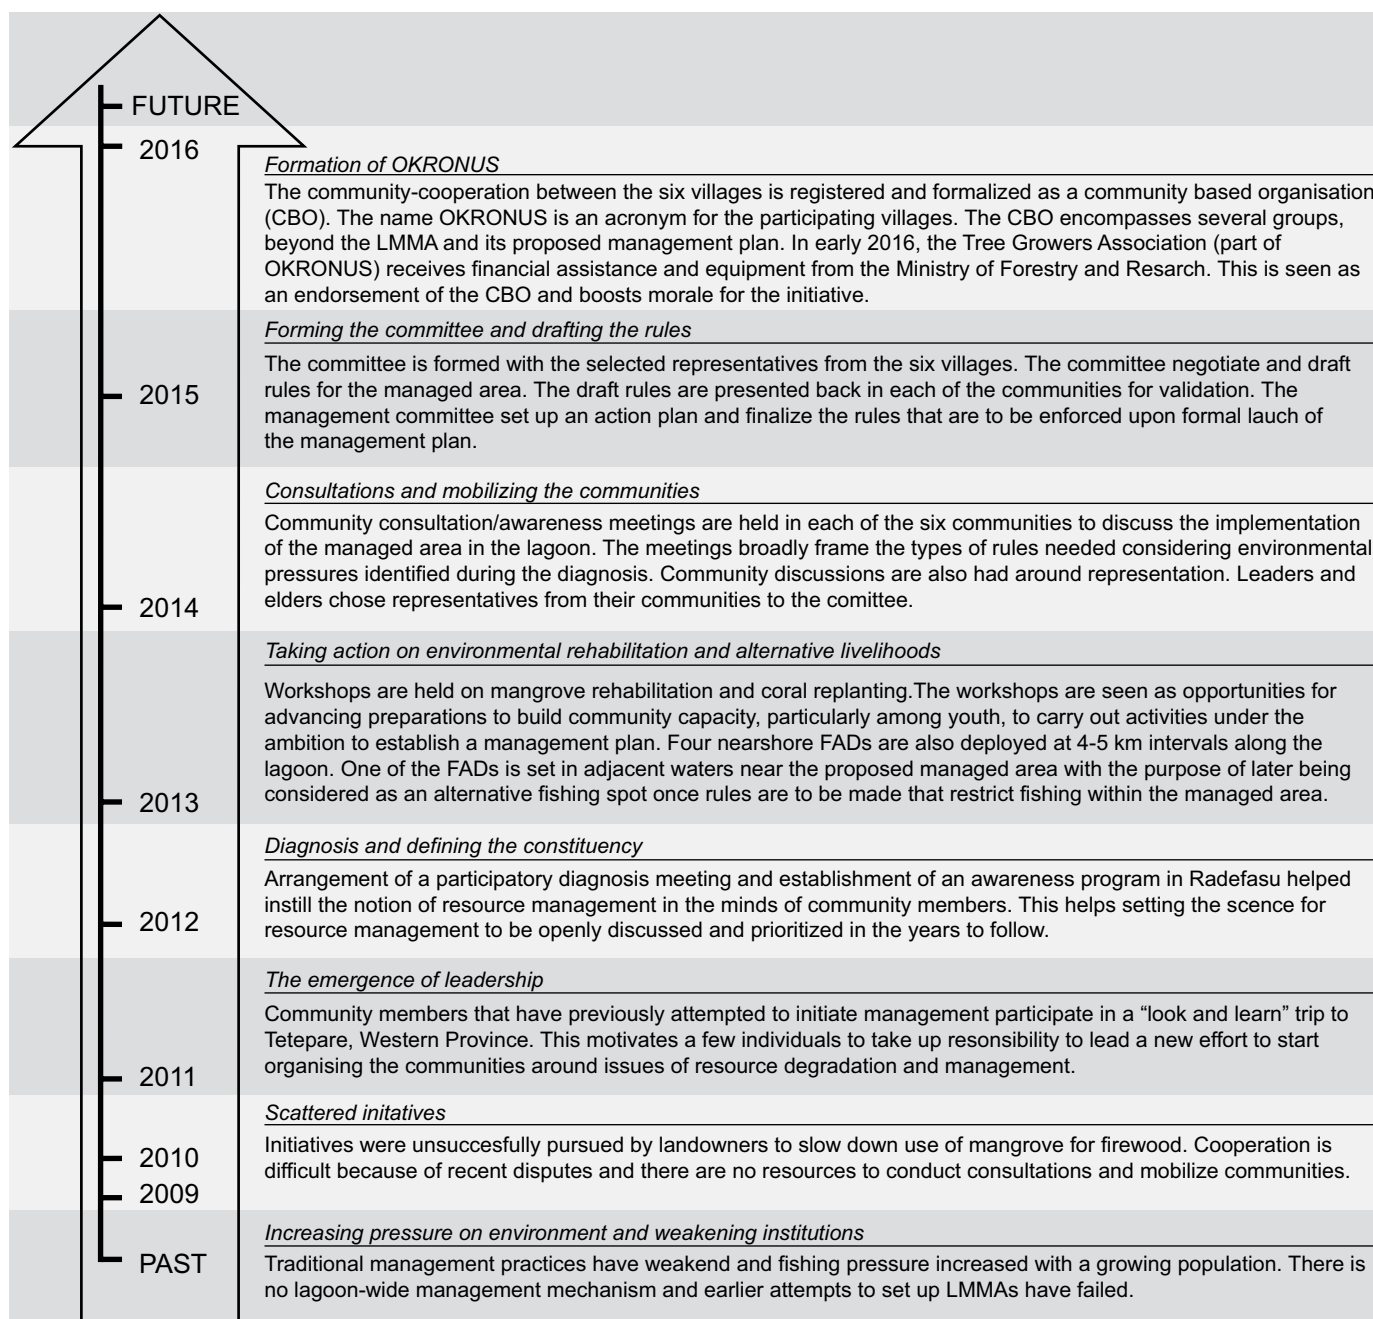 FUTURE
2016
Formation of OKRONUS
The community-cooperation between the six villages is registered and formalized as a community based organisation
(CBO). The name OKRONUS is an acronym for the participating villages. The CBO encompasses several groups,
beyond the LMMA and its proposed management plan. In early 2016, the Tree Growers Association (part of
OKRONUS) receives financial assistance and equipment from the Ministry of Forestry and Resarch. This is seen as
an endorsement of the CBO and boosts morale for the initiative.
Forming the committee and drafting the rules
The committee is formed with the selected representatives from the six villages. The committee negotiate and draft
rules for the managed area. The draft rules are presented back in each of the communities for validation. The
management committee set up an action plan and finalize the rules that are to be enforced upon formal lauch of
the management plan.
2015
Consultations and mobilizing the communities
Community consultation/awareness meetings are held in each of the six communities to discuss the implementation
of the managed area in the lagoon. The meetings broadly frame the types of rules needed considering environmental
pressures identified during the diagnosis. Community discussions are also had around representation. Leaders and
elders chose representatives from their communities to the comittee.
2014
Taking action on environmental rehabilitation and alternative livelihoods
Workshops are held on mangrove rehabilitation and coral replanting.The workshops are seen as opportunities for
advancing preparations to build community capacity, particularly among youth, to carry out activities under the
ambition to establish a management plan. Four nearshore FADs are also deployed at 4-5 km intervals along the
lagoon. One of the FADs is set in adjacent waters near the proposed managed area with the purpose of later being
considered as an alternative fishing spot once rules are to be made that restrict fishing within the managed area.
2013
Diagnosis and defining the constituency
Arrangement of a participatory diagnosis meeting and establishment of an awareness program in Radefasu helped
instill the notion of resource management in the minds of community members. This helps setting the scence for
resource management to be openly discussed and prioritized in the years to follow.
2012
The emergence of leadership
Community members that have previously attempted to initiate management participate in a “look and learn” trip to
Tetepare, Western Province. This motivates a few individuals to take up resonsibility to lead a new effort to start
organising the communities around issues of resource degradation and management.
2011
Scattered initatives
Initiatives were unsuccesfully pursued by landowners to slow down use of mangrove for firewood. Cooperation is
difficult because of recent disputes and there are no resources to conduct consultations and mobilize communities.
2010
2009
Increasing pressure on environment and weakening institutions
Traditional management practices have weakend and fishing pressure increased with a growing population. There is
no lagoon-wide management mechanism and earlier attempts to set up LMMAs have failed.
PAST